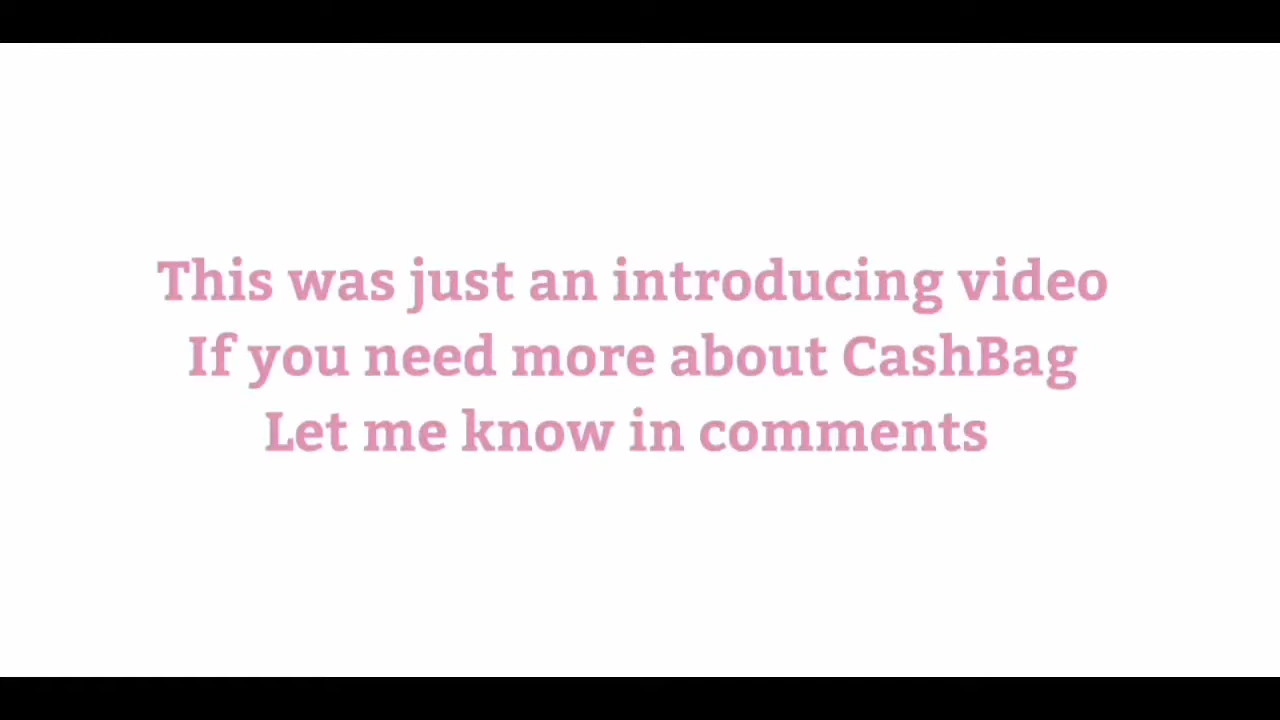 This was just an introducing video
If you need more about CashBag
Let me know in comments